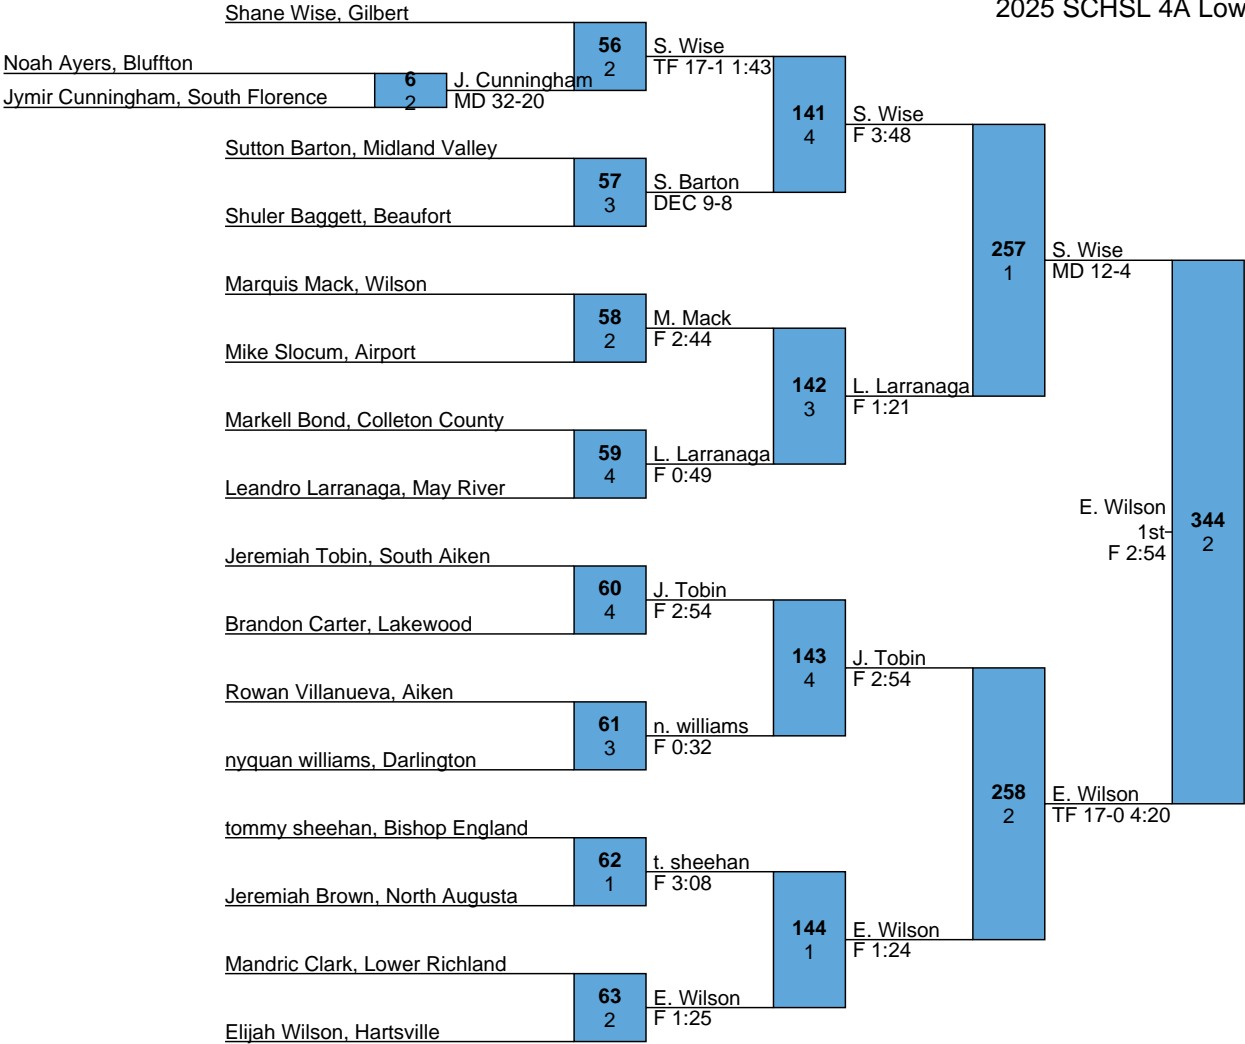 2025 SCHSL 4A Low
Shane Wise, Gilbert
56
2
S. Wise
TF 17-1 1:43
Noah Ayers, Bluffton
6
2
J. Cunningham
MD 32-20
Jymir Cunningham, South Florence
141
4
S. Wise
F 3:48
Sutton Barton, Midland Valley
57
3
S. Barton
DEC 9-8
Shuler Baggett, Beaufort
257
1
S. Wise
MD 12-4
Marquis Mack, Wilson
58
2
M. Mack
F 2:44
Mike Slocum, Airport
142
3
L. Larranaga
F 1:21
Markell Bond, Colleton County
59
4
L. Larranaga
F 0:49
Leandro Larranaga, May River
E. Wilson
1st
F 2:54
344
2
Jeremiah Tobin, South Aiken
60
4
J. Tobin
F 2:54
Brandon Carter, Lakewood
143
4
J. Tobin
F 2:54
Rowan Villanueva, Aiken
61
3
n. williams
F 0:32
nyquan williams, Darlington
258
2
E. Wilson
TF 17-0 4:20
tommy sheehan, Bishop England
62
1
t. sheehan
F 3:08
Jeremiah Brown, North Augusta
144
1
E. Wilson
F 1:24
Mandric Clark, Lower Richland
63
2
E. Wilson
F 1:25
Elijah Wilson, Hartsville